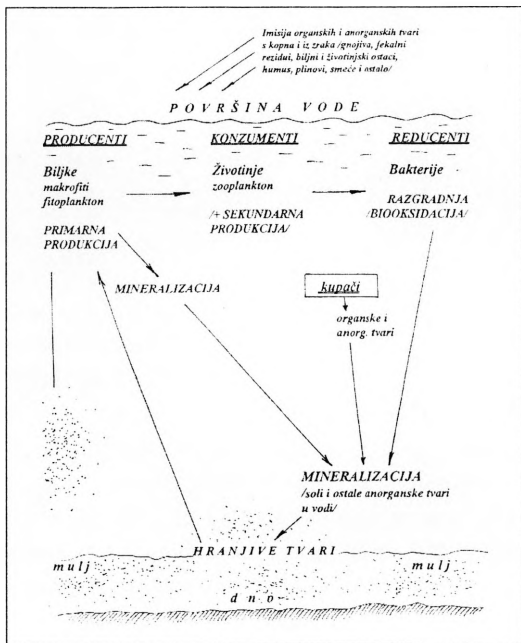 Imisija organskih i anorganskih tvari
s kopna i iz zraka /gnojiva, fekalni
rezidui, biljni i životinjski ostaci,
humus, plinovi, smeće i ostalo/
POVRŠINA VODE
PRODUCENTI
KONZUMENTI
REDUCENTI
Biljke
makrofiti
fitoplankton
Životinje
zooplankton
Bakterije
/+ SEKUNDARNA
PRODUKCIJA/
RAZGRADNJA
/BIOOKSIDACIJA/
PRIMARNA
PRODUKCIJA
MINERALIZACIJA
kupači
organske i
anorg. tvari
MINERALIZACIJA
/soli i ostale anorganske tvari
u vodi/
HRANJIVE TVARI
mulj
mulj
dno